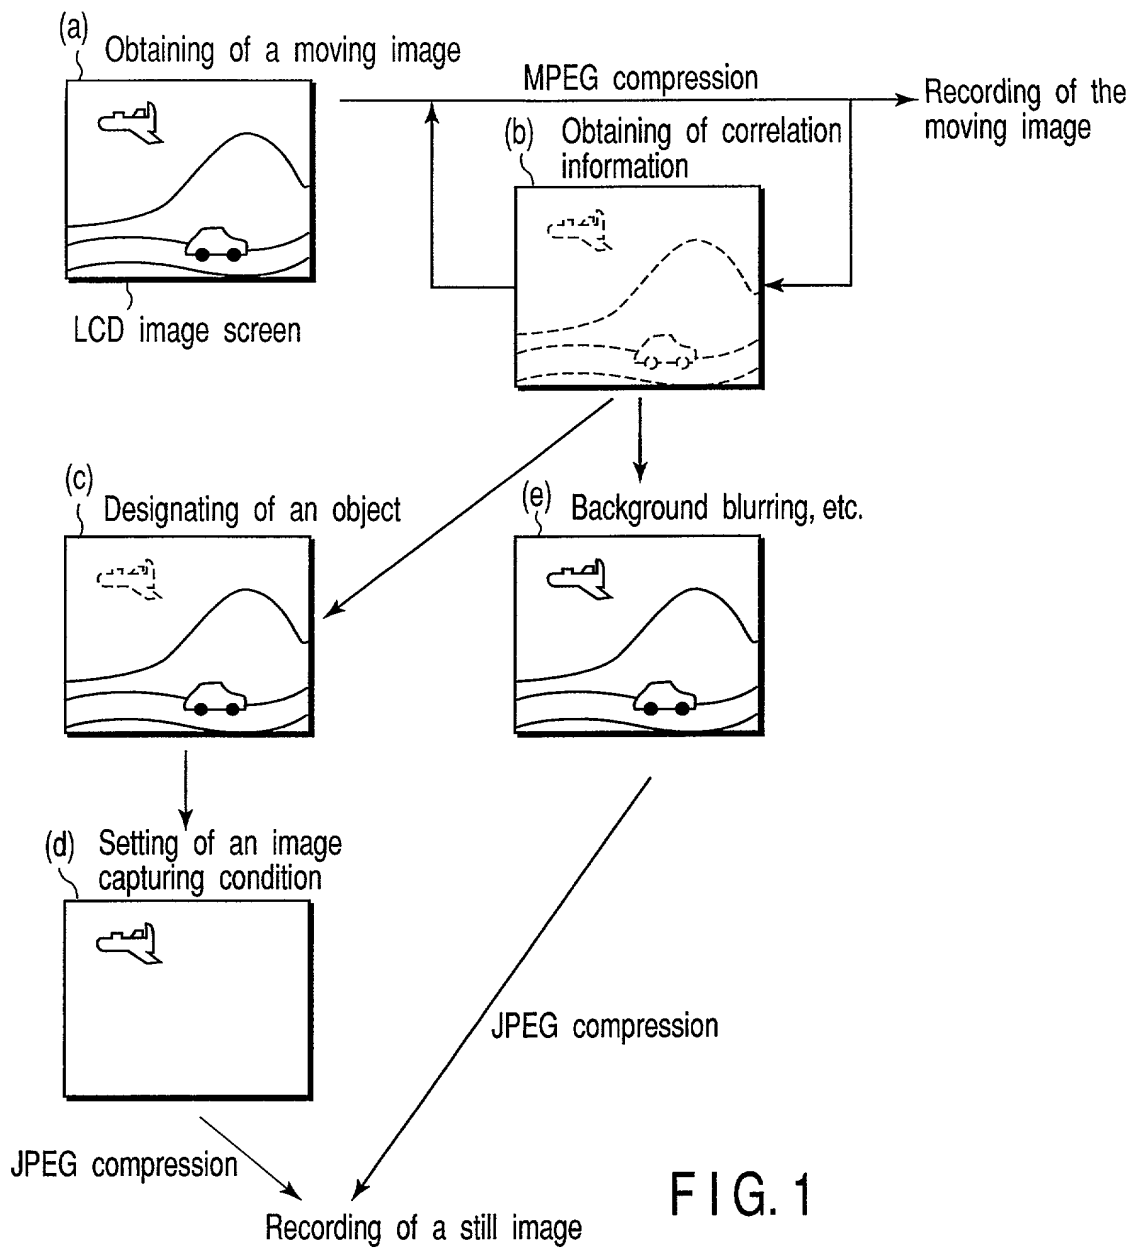 (a)
Obtaining of a moving image
MPEG compression
Recording of the
moving image
(b)
Obtaining of correlation
information
LCD image screen
(c)
Designating of an object
(e)
Background blurring, etc.
(d)
Setting of an image
capturing condition
JPEG compression
JPEG compression
Recording of a still image
FIG. 1